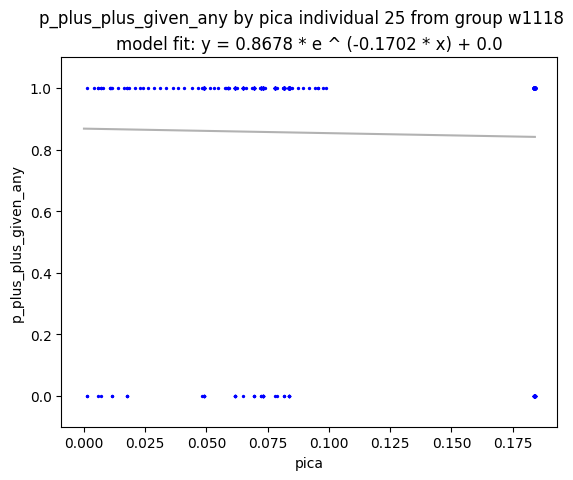 p_plus_plus_given_any by pica individual 25 from group w1118
model fit: y = 0.8678 * e ^ (-0.1702 * x) + 0.0
p_plus_plus_given_any
1.0
0.8
0.6
0.4
0.2
0.0
0.000 0.025 0.050 0.075 0.100 0.125 0.150 0.175
pica